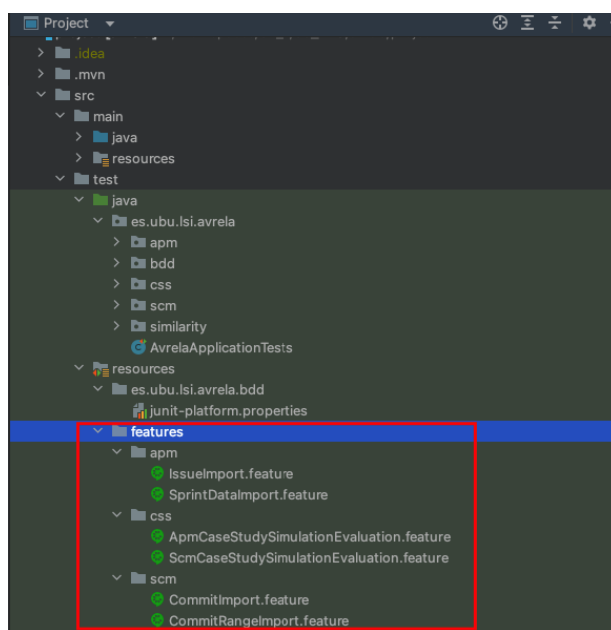 Project
.idea
.mvn
src
main
java
resources
test
java
es.ubu.lsi.avrela
apm
bdd
css
scm
similarity
AvrelaApplicationTests
resources
es.ubu.lsi.avrela.bdd
junit-platform.properties
features
apm
IssueImport.feature
SprintDataImport.feature
css
ApmCaseStudySimulationEvaluation.feature
ScmCaseStudySimulationEvaluation.feature
scm
CommitImport.feature
CommitRangeImport.feature